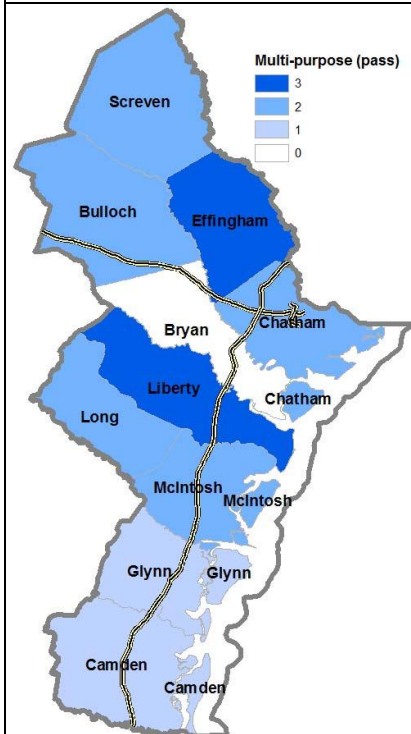 Multi-purpose (pass)
3
2
1
0
Screven
Bulloch
Effingham
Bryan
Chatham
Chatham
Liberty
Long
McIntosh
McIntosh
Glynn
Glynn
Camden
Camden